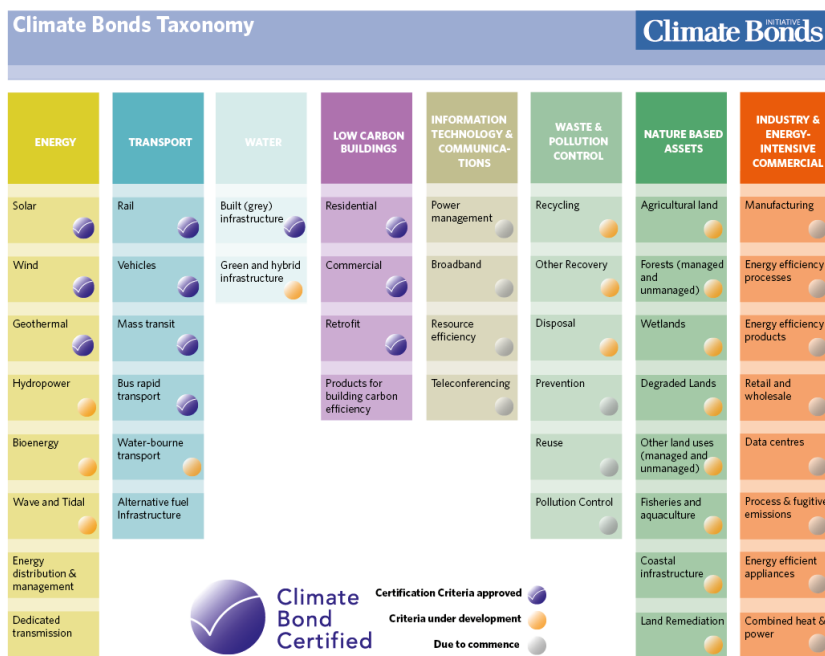 Climate Bonds Taxonomy
Climate Bonds
INITIATIVE
ENERGY
Solar
Wind
Geothermal
Hydropower
Bioenergy
Wave and Tidal
Energy
distribution &
management
Dedicated
transmission
TRANSPORT
Rail
Vehicles
Mass transit
Bus rapid
transport
Water-bourne
transport
Alternative fuel
Infrastructure
WATER
Built (grey)
infrastructure
Green and hybrid
infrastructure
LOW CARBON
BUILDINGS
Residential
Commercial
Retrofit
Products for
building carbon
efficiency
INFORMATION
TECHNOLOGY &
COMMUNICA-
TIONS
Power
management
Broadband
Resource
efficiency
Teleconferencing
WASTE &
POLLUTION
CONTROL
Recycling
Other Recovery
Disposal
Prevention
Reuse
Pollution Control
NATURE BASED
ASSETS
Agricultural land
Forests (managed
and
unmanaged)
Wetlands
Degraded Lands
Other land uses
(managed and
unmanaged)
Fisheries and
aquaculture
Coastal
infrastructure
Land Remediation
INDUSTRY &
ENERGY-
INTENSIVE
COMMERCIAL
Manufacturing
Energy efficiency
processes
Energy efficiency
products
Retail and
wholesale
Data centres
Process & fugitive
emissions
Energy efficient
appliances
Combined heat &
power
Climate
Bond
Certified
Certification Criteria approved
Criteria under development
Due to commence